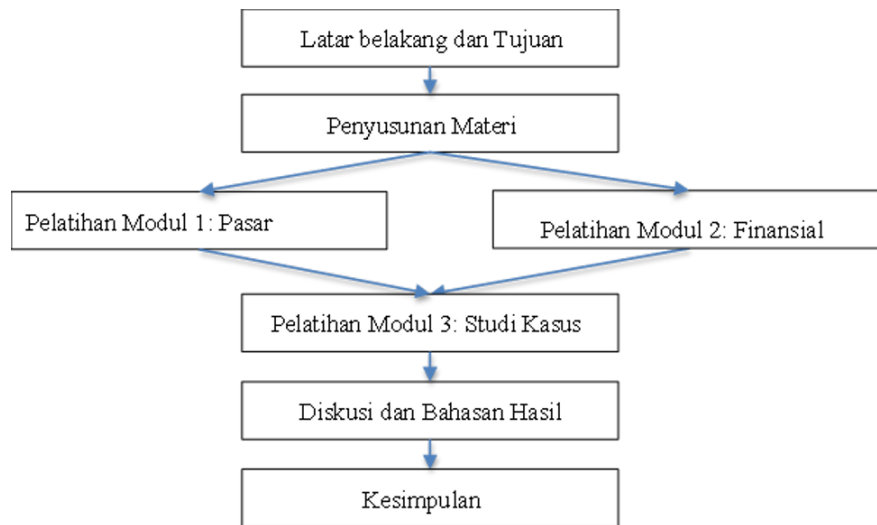 Latar belakang dan Tujuan
Penyusunan Materi
Pelatihan Modul 1: Pasar
Pelatihan Modul 2: Finansial
Pelatihan Modul 3: Studi Kasus
Diskusi dan Bahasan Hasil
Kesimpulan